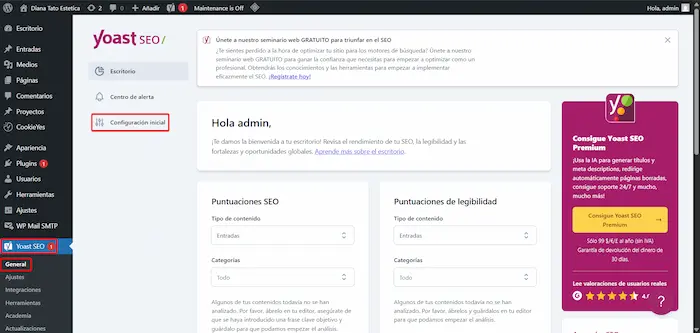 Diana Tato Estetica 2 0 + Añadir 1 Maintenance is Off
Hola, admin
Escritorio
Entradas
Medios
Páginas
Comentarios
Proyectos
CookieYes
Apariencia
Plugins 1
Usuarios
Herramientas
Ajustes
WP Mail SMTP
Yoast SEO 1
General
Ajustes
Integraciones
Herramientas
Academia
Actualizaciones
yoast SEO/
Escritorio
Centro de alerta
Configuración inicial
Únete a nuestro seminario web GRATUITO para triunfar en el SEO
¿Te sientes perdido a la hora de optimizar tu sitio para los motores de búsqueda? Únete a nuestro
seminario web GRATUITO para ganar la confianza que necesitas para empezar a optimizar como un
profesional. Obtendrás los conocimientos y las herramientas para empezar a implementar
eficazmente el SEO. ¡Regístrate hoy!
Hola admin,
¡Te damos la bienvenida a tu escritorio! Revisa el rendimiento de tu SEO, la legibilidad y las
fortalezas y oportunidades globales. Aprende más sobre el escritorio.
Puntuaciones SEO
Tipo de contenido
Entradas
Categorías
Todo
Algunos de tus contenidos todavía no se han
analizado. Por favor, ábrelo en tu editor, asegúrate de
que se haya introducido una frase clave objetivo y
guárdalo para que podamos empezar el análisis.
Puntuaciones de legibilidad
Tipo de contenido
Entradas
Categorías
Todo
Algunos de tus contenidos todavía no se han
analizado. Por favor, ábrelos y guárdalos en tu editor
para que podamos empezar el análisis.
Consigue Yoast SEO
Premium
¡Usa la IA para generar títulos y
meta descriptions, redirige
automáticamente páginas borradas,
consigue soporte 24/7 y mucho,
mucho más!
Consigue Yoast SEO
Premium →
Sólo 99 $/€/£ al año (sin IVA)
Garantía de devolución del dinero de
30 días.
Lee valoraciones de usuarios reales
4.6
?